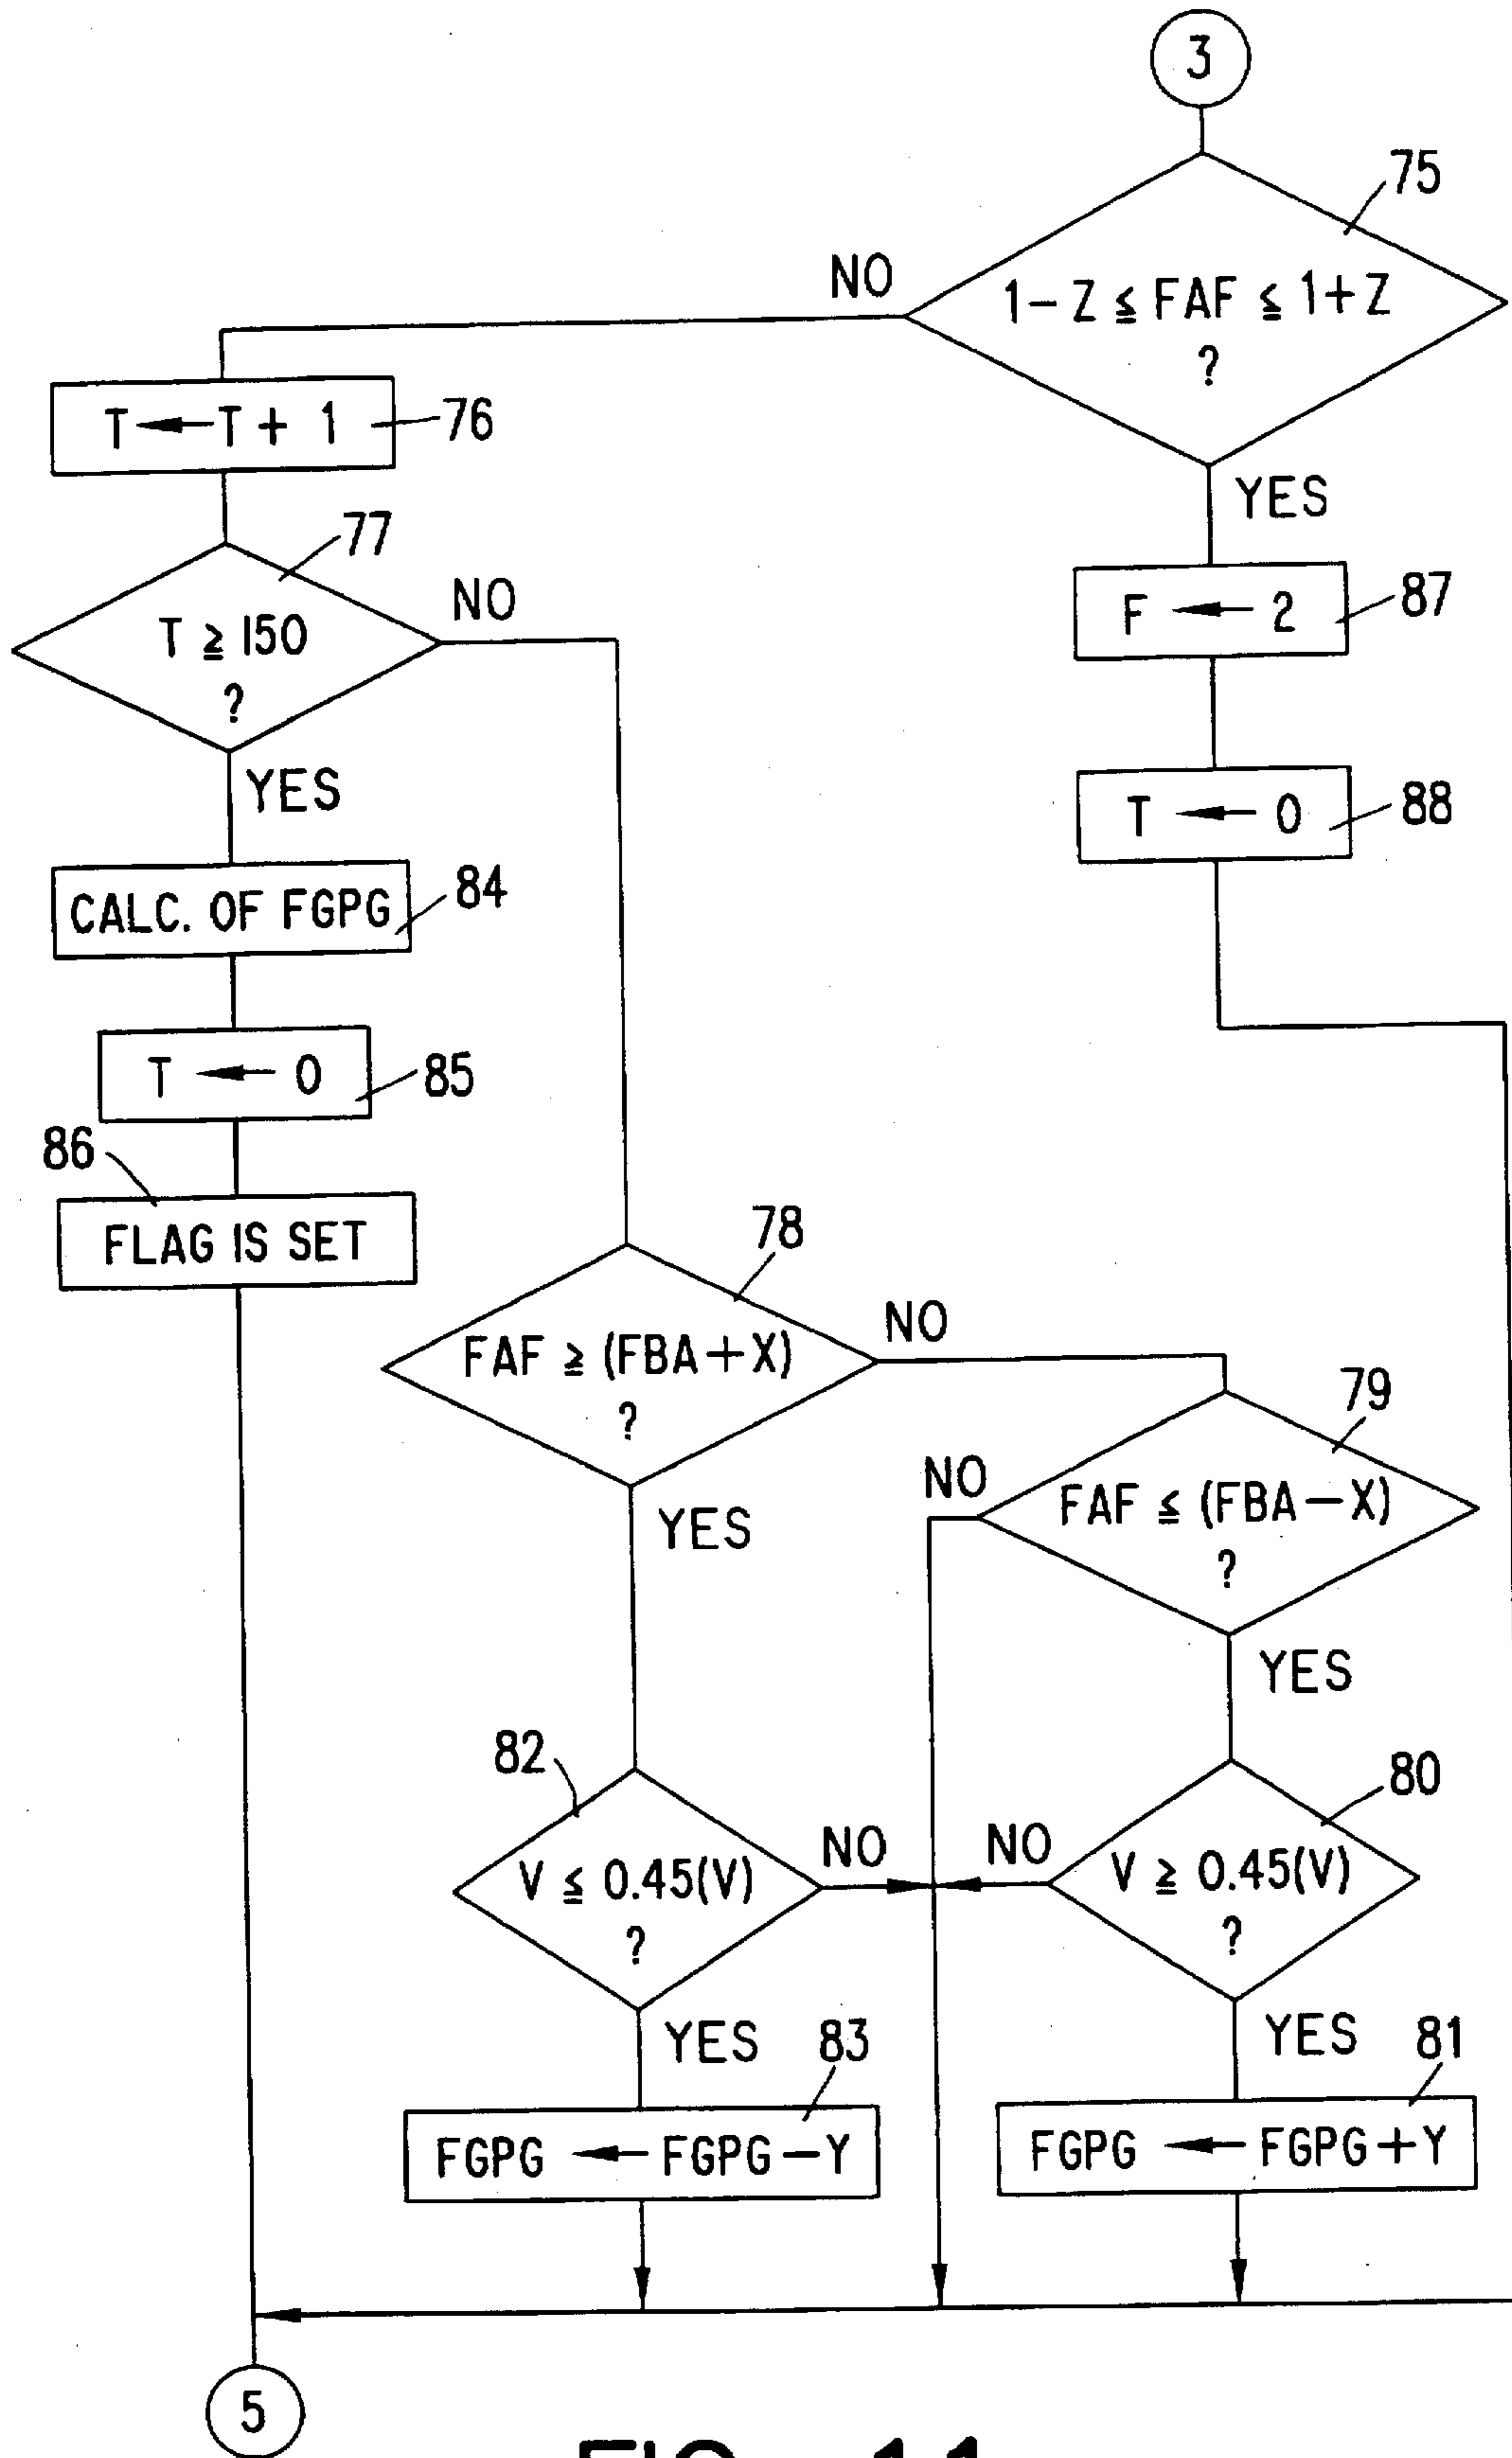 3
75
NO
1 – Z ≦ FAF ≦ 1 + Z
?
YES
T ← T + 1
76
77
NO
T ≧ 150
?
YES
F ← 2
87
T ← 0
88
CALC. OF FGPG
84
T ← 0
85
86
FLAG IS SET
78
NO
FAF ≧ (FBA + X)
?
YES
79
NO
FAF ≦ (FBA – X)
?
YES
82
NO
V ≦ 0.45(V)
?
YES
80
NO
V ≧ 0.45(V)
?
YES
83
FGPG ← FGPG – Y
81
FGPG ← FGPG + Y
5
FIG. 11